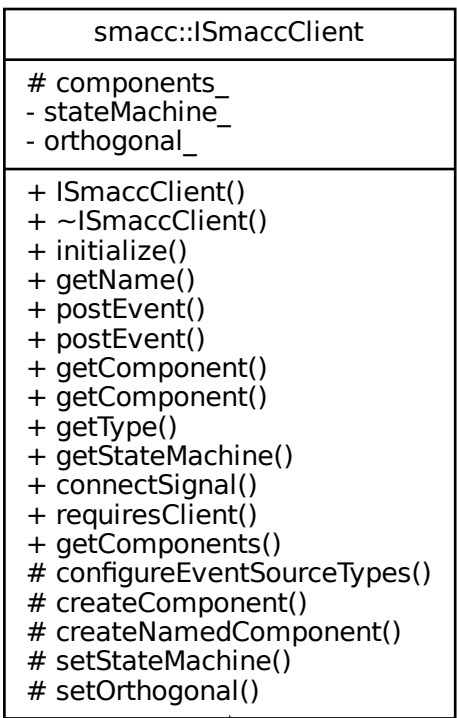 smacc::ISmaccClient
# components_
- stateMachine_
- orthogonal_
+ ISmaccClient()
+ ~ISmaccClient()
+ initialize()
+ getName()
+ postEvent()
+ postEvent()
+ getComponent()
+ getComponent()
+ getType()
+ getStateMachine()
+ connectSignal()
+ requiresClient()
+ getComponents()
# configureEventSourceTypes()
# createComponent()
# createNamedComponent()
# setStateMachine()
# setOrthogonal()